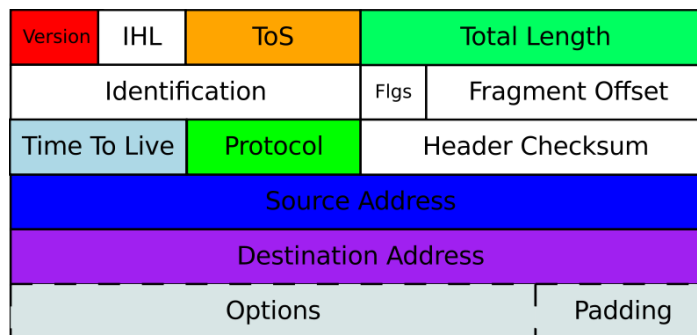 Version IHL ToS Total Length
Identification Flgs Fragment Offset
Time To Live Protocol Header Checksum
Source Address
Destination Address
Options Padding